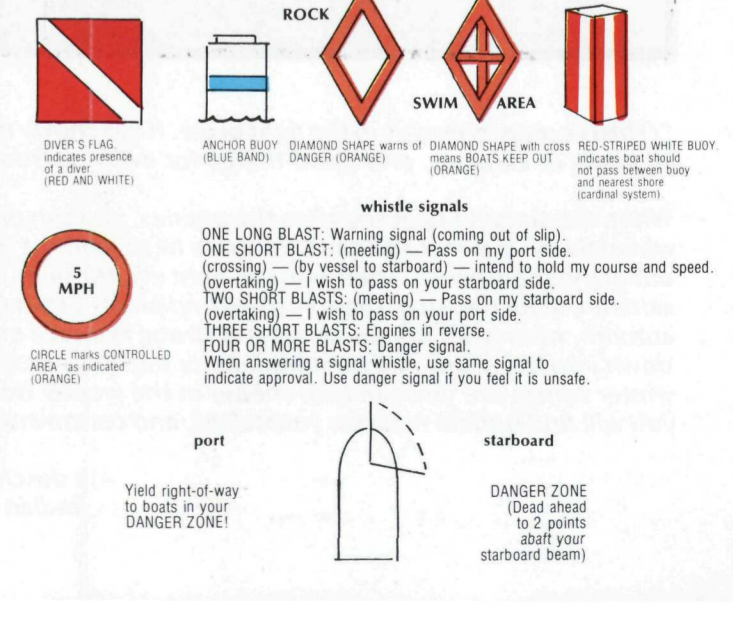 ROCK
SWIM AREA
DIVER'S FLAG.
indicates presence
of a diver
(RED AND WHITE)
ANCHOR BUOY
(BLUE BAND)
DIAMOND SHAPE warns of
DANGER (ORANGE)
DIAMOND SHAPE with cross
means BOATS KEEP OUT
(ORANGE)
RED-STRIPED WHITE BUOY.
indicates boat should
not pass between buoy
and nearest shore
(cardinal system).
whistle signals
5
MPH
CIRCLE marks CONTROLLED
AREA "as indicated"
(ORANGE)
ONE LONG BLAST: Warning signal (coming out of slip).
ONE SHORT BLAST: (meeting) — Pass on my port side.
(crossing) — (by vessel to starboard) — intend to hold my course and speed.
(overtaking) — I wish to pass on your starboard side.
TWO SHORT BLASTS: (meeting) — Pass on my starboard side.
(overtaking) — I wish to pass on your port side.
THREE SHORT BLASTS: Engines in reverse.
FOUR OR MORE BLASTS: Danger signal.
When answering a signal whistle, use same signal to
indicate approval. Use danger signal if you feel it is unsafe.
port
Yield right-of-way
to boats in your
DANGER ZONE!
starboard
DANGER ZONE
(Dead ahead
to 2 points
abaft your
starboard beam)